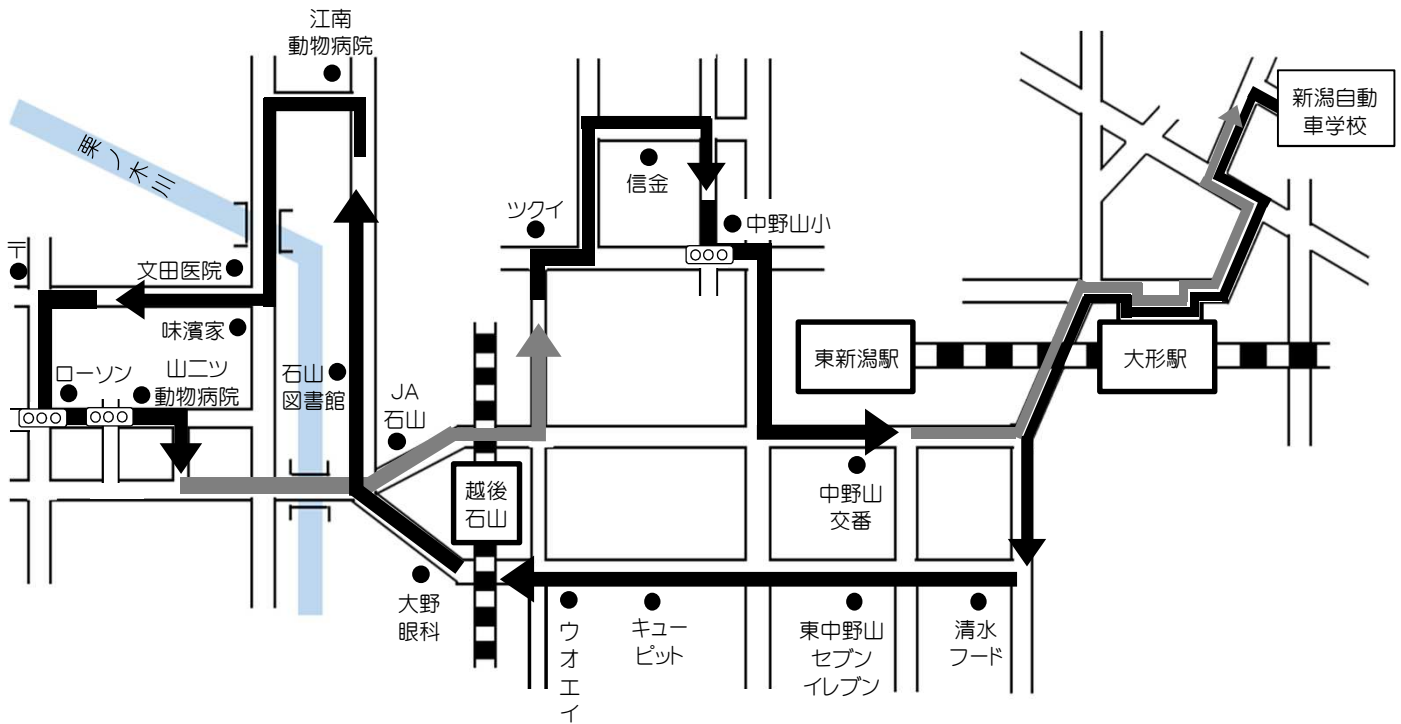 江南
動物病院
新潟自動
車学校
栗ノ木川
信金
ツクイ
中野山小
〒
文田医院
味濱家
東新潟駅
大形駅
ローソン
山二ツ
動物病院
石山
図書館
JA
石山
越後
石山
中野山
交番
大野
眼科
ウオエイ
キュー
ピット
東中野山
セブン
イレブン
清水
フード